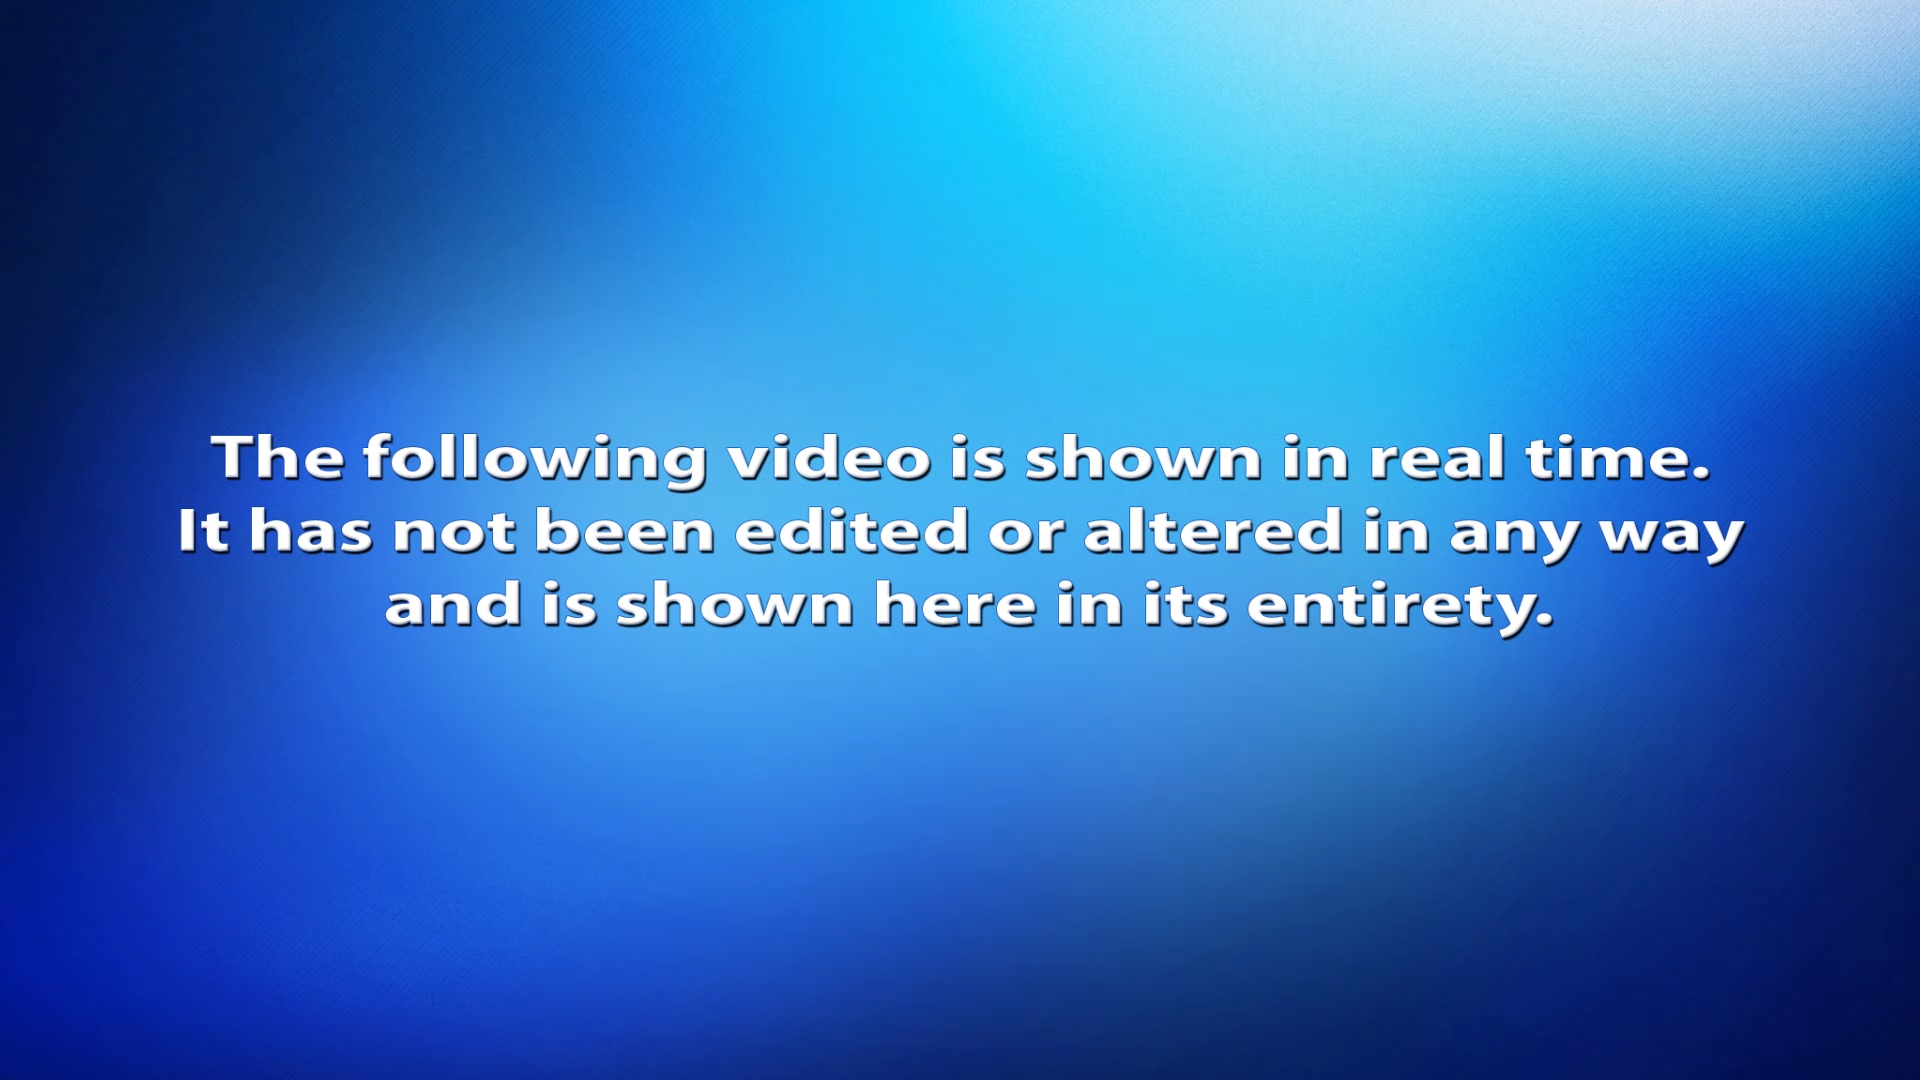 The following video is shown in real time.
It has not been edited or altered in any way
and is shown here in its entirety.